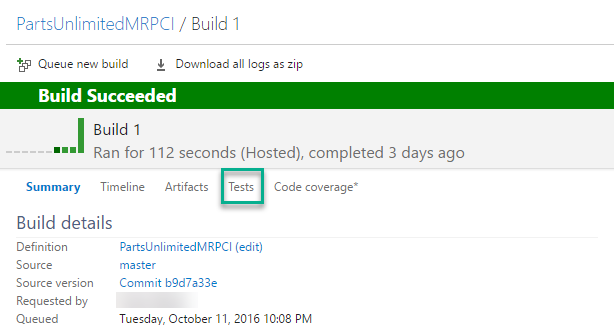 PartsUnlimitedMRPCI / Build 1
Queue new build Download all logs as zip
Build Succeeded
Build 1
Ran for 112 seconds (Hosted), completed 3 days ago
Summary Timeline Artifacts Tests Code coverage*
Build details
Definition PartsUnlimitedMRPCI (edit)
Source master
Source version Commit b9d7a33e
Requested by
Queued Tuesday, October 11, 2016 10:08 PM